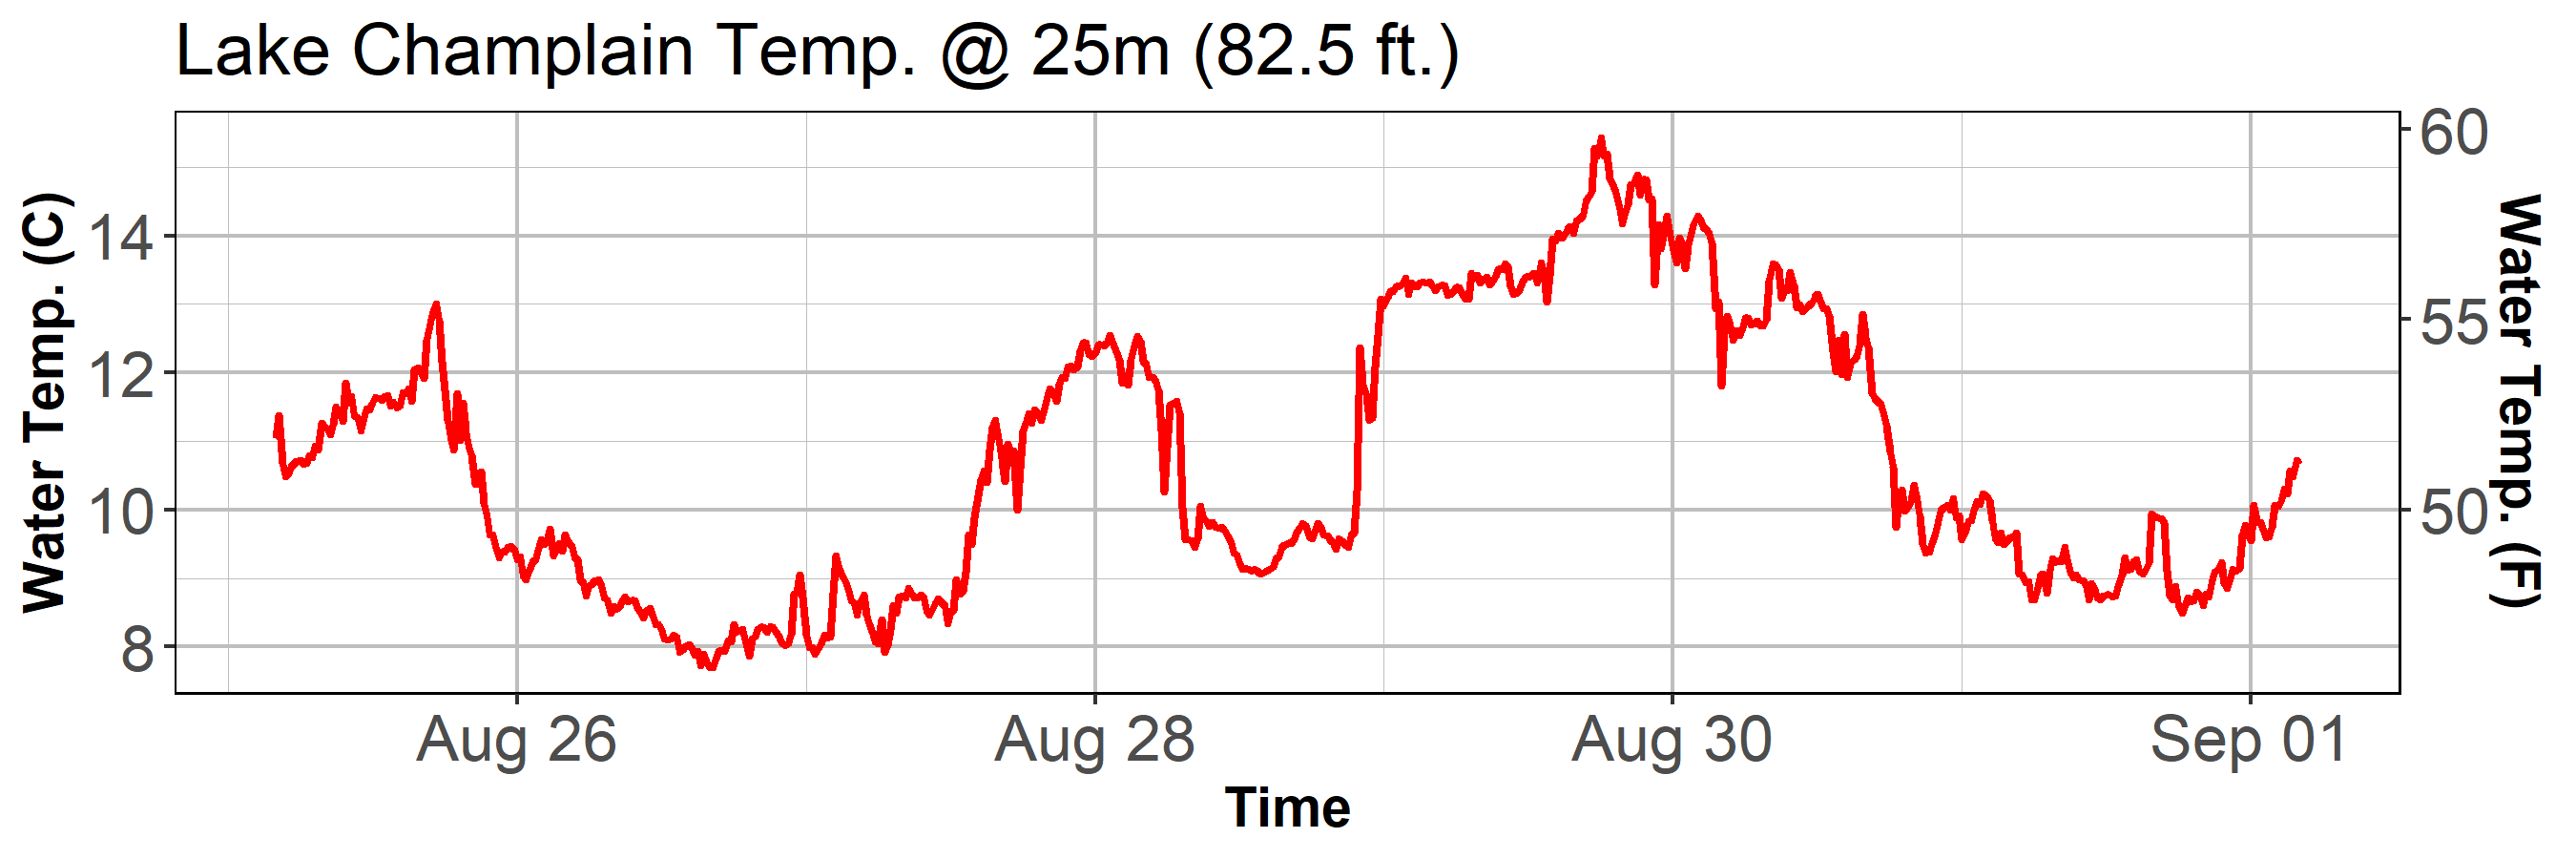 Lake Champlain Temp. @ 25m (82.5 ft.)
Water Temp. (C)
14
12
10
8
60
55
50
Water Temp. (F)
Aug 26
Aug 28
Aug 30
Sep 01
Time